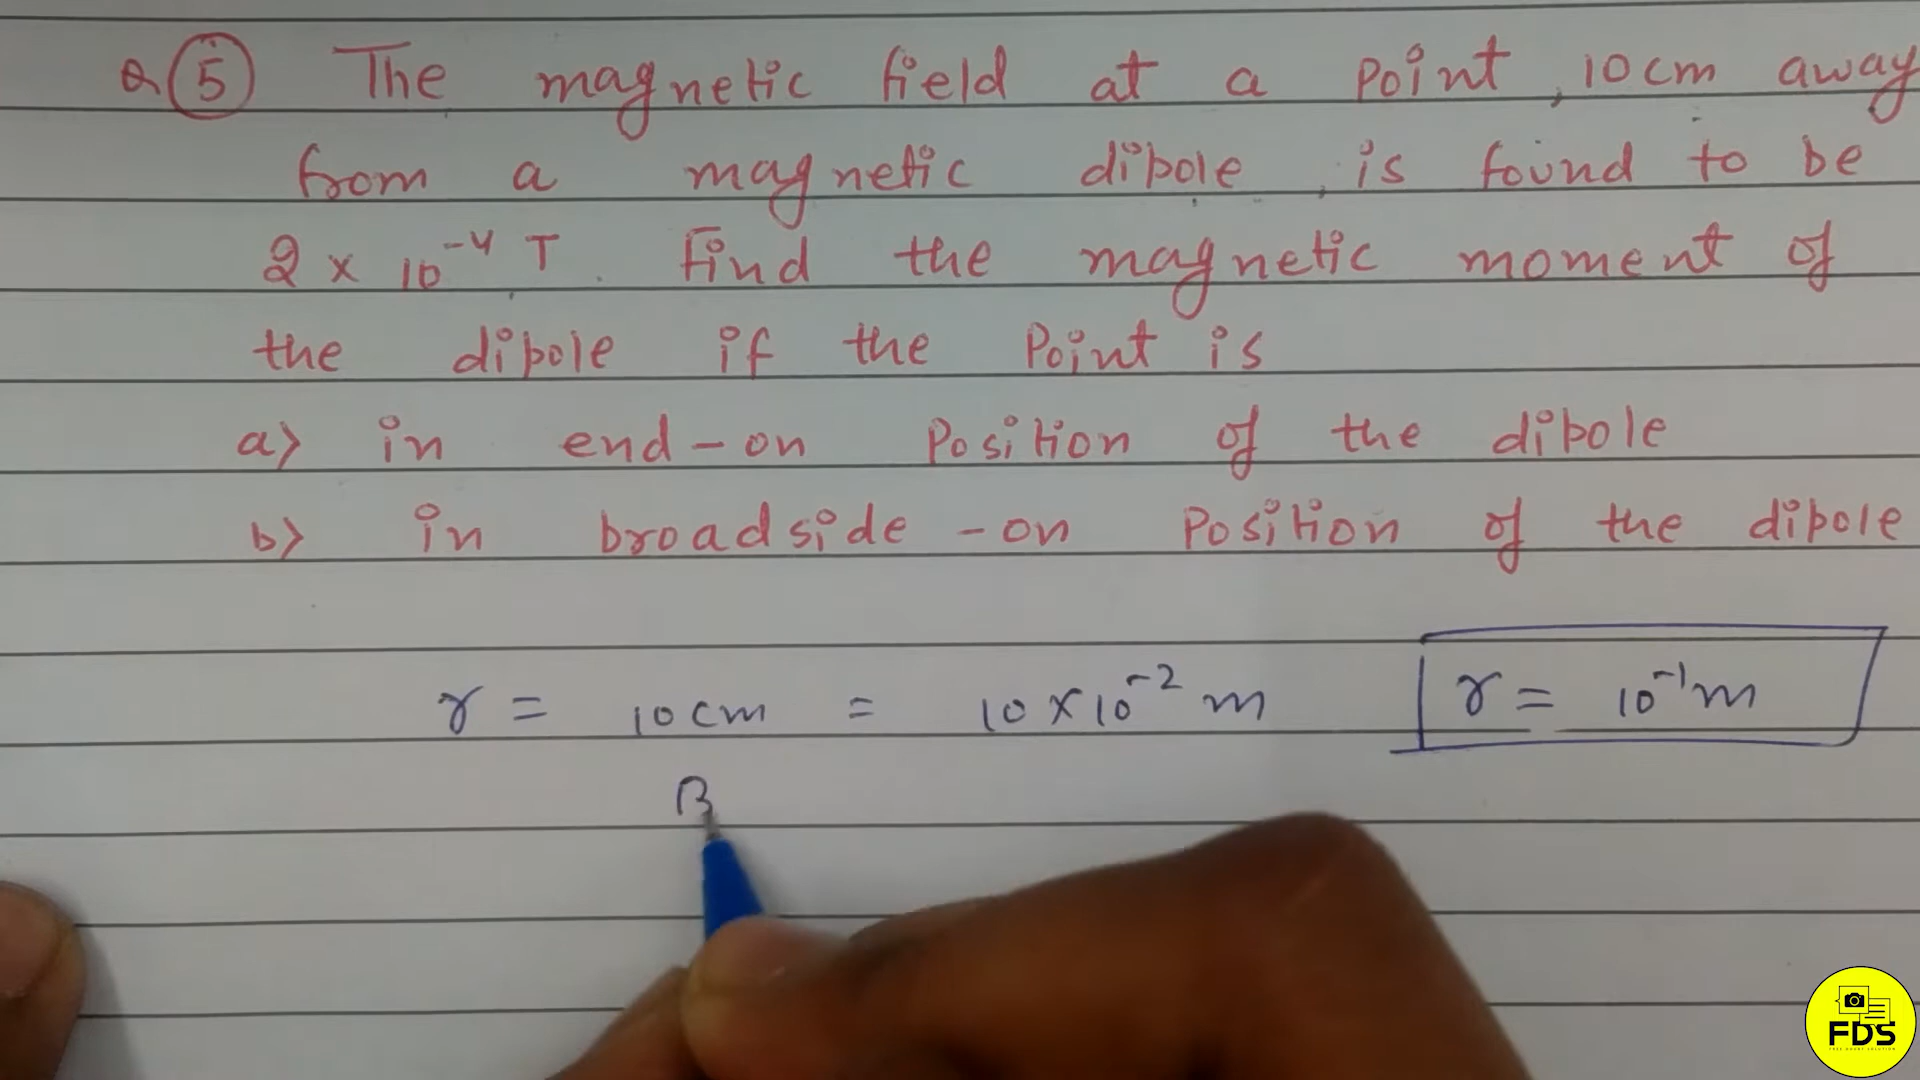 Q 5 The magnetic field at a point, 10 cm away
from a magnetic dipole, is found to be
2 × 10⁻⁴ T. Find the magnetic moment of
the dipole if the Point is
a) in end-on Position of the dipole
b) in broadside-on Position of the dipole
r = 10 cm = 10×10⁻² m r = 10⁻¹ m
B
FDS